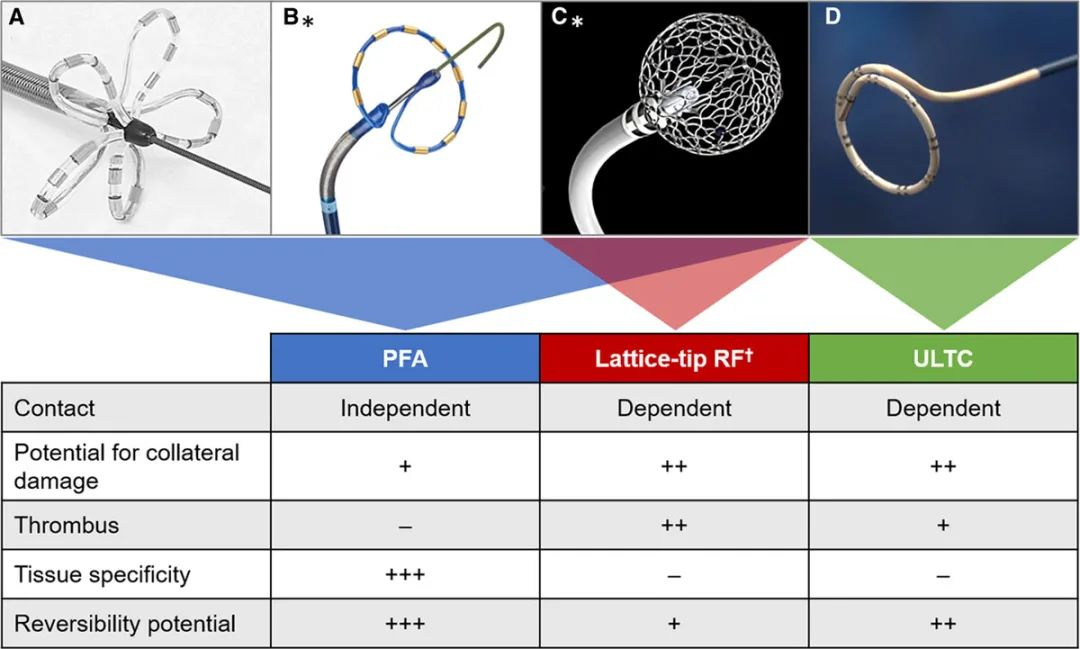 A
B*
C*
D
PFA
Lattice-tip RF†
ULTC
Contact
Independent
Dependent
Dependent
Potential for collateral
damage
+
++
++
Thrombus
–
++
+
Tissue specificity
+++
–
–
Reversibility potential
+++
+
++